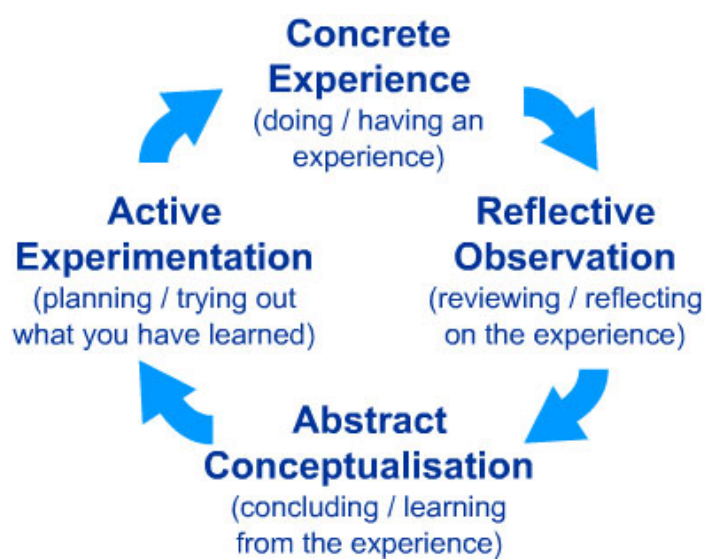 Concrete
Experience
(doing / having an
experience)
Reflective
Observation
(reviewing / reflecting
on the experience)
Abstract
Conceptualisation
(concluding / learning
from the experience)
Active
Experimentation
(planning / trying out
what you have learned)